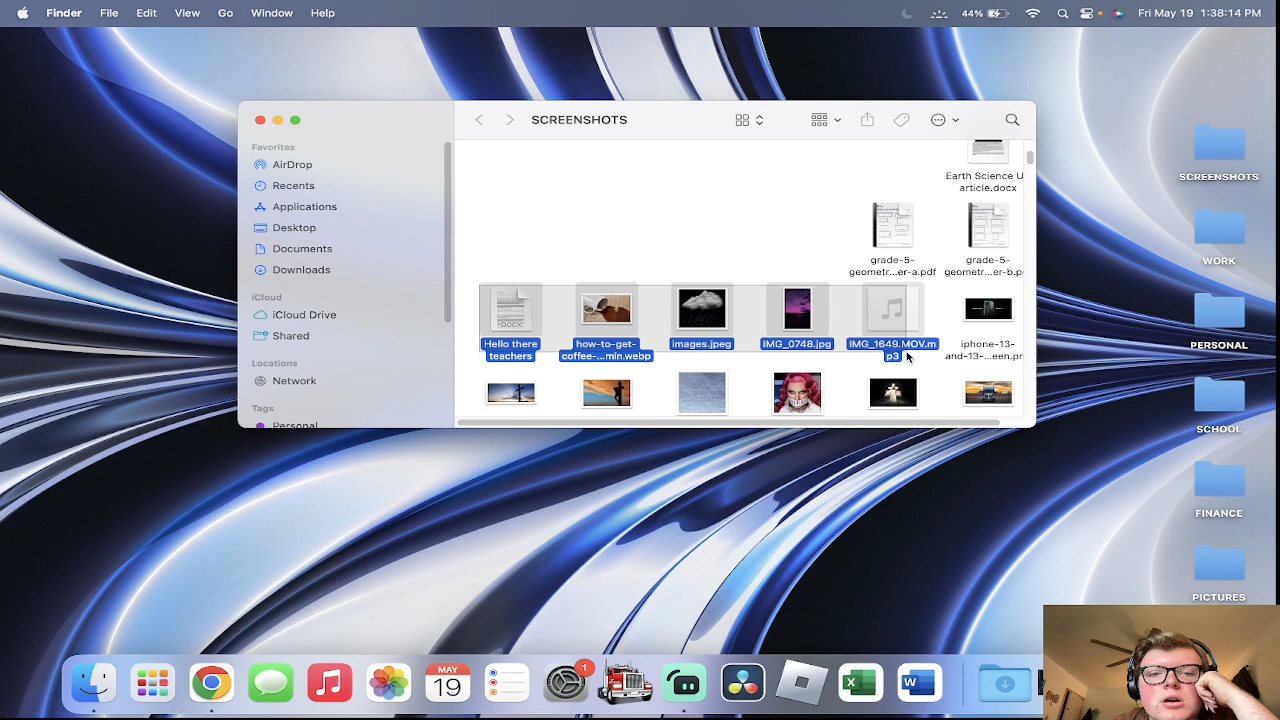 Finder File Edit View Go Window Help 44% Fri May 19 1:38:14 PM
SCREENSHOTS
Favorites
AirDrop
Recents
Applications
Desktop
Documents
Downloads
iCloud
iCloud Drive
Shared
Locations
Network
Tags
Personal
Earth Science U
article.docx
grade-5-
geometr...er-a.pdf
grade-5-
geometr...er-b.p
DOCX
Hello there
teachers
how-to-get-
coffee-...min.webp
images.jpeg
IMG_0748.jpg
IMG_1649.MOV.m
p3
iphone-13-
and-13-...een.pn
SCREENSHOTS
WORK
PERSONAL
SCHOOL
FINANCE
PICTURES
MAY
19
1
X
W